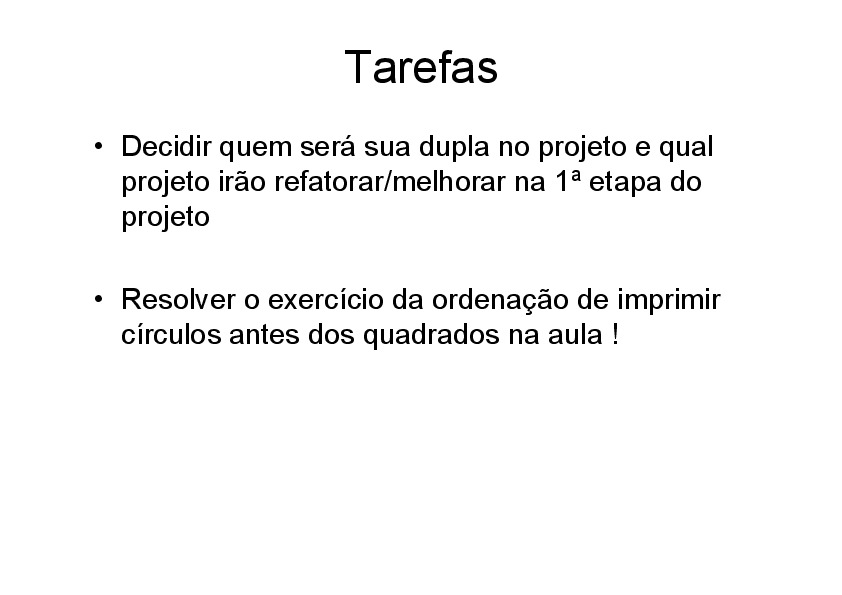 Tarefas
• Decidir quem será sua dupla no projeto e qual
projeto irão refatorar/melhorar na 1ª etapa do
projeto
• Resolver o exercício da ordenação de imprimir
círculos antes dos quadrados na aula !